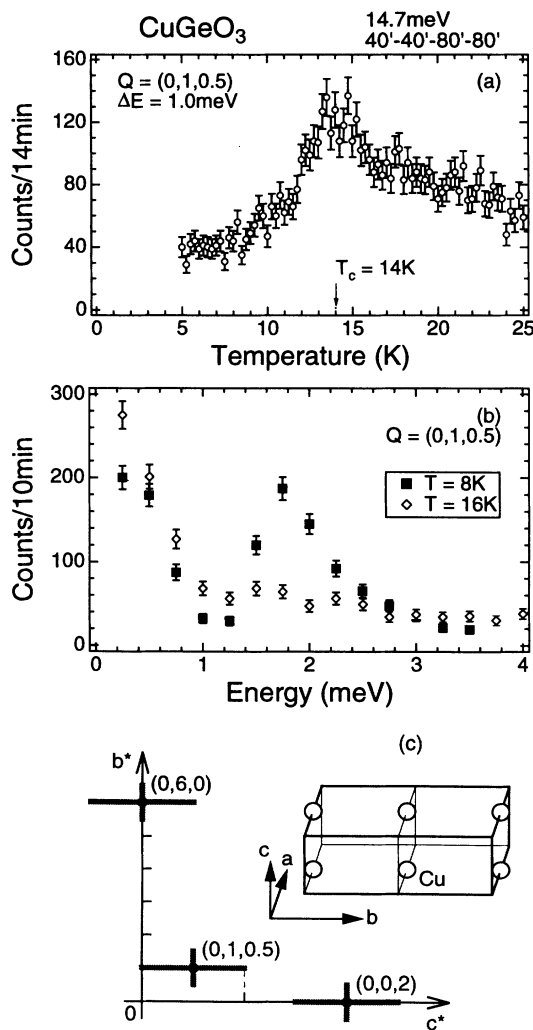 CuGeO3
14.7meV
40'-40'-80'-80'
160
120
80
40
0
Counts/14min
Q = (0,1,0.5)
ΔE = 1.0meV
(a)
Tc = 14K
0
5
10
15
20
25
Temperature (K)
300
200
100
0
Counts/10min
(b)
Q = (0,1,0.5)
T = 8K
T = 16K
0
1
2
3
4
Energy (meV)
(c)
b*
(0,6,0)
(0,1,0.5)
(0,0,2)
0
c*
c
a
b
Cu